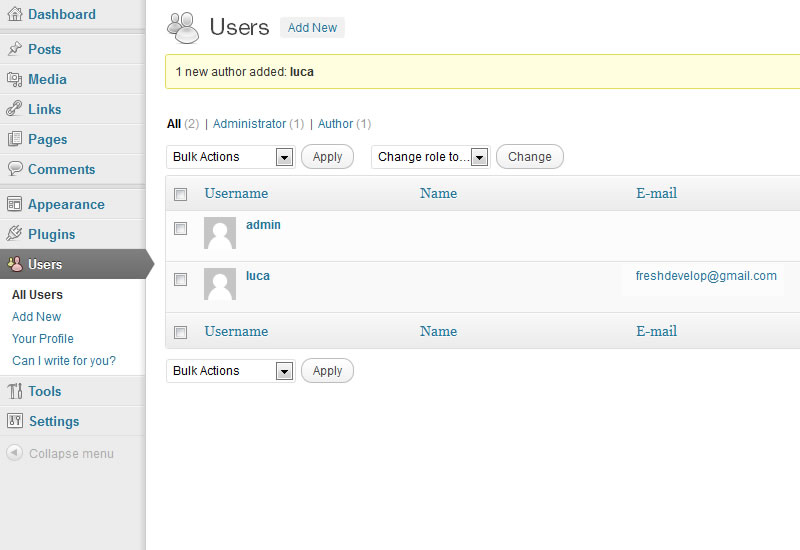 Dashboard
Posts
Media
Links
Pages
Comments
Appearance
Plugins
Users
All Users
Add New
Your Profile
Can I write for you?
Tools
Settings
Collapse menu
Users Add New
1 new author added: luca
All (2) | Administrator (1) | Author (1)
Bulk Actions Apply Change role to... Change
Username Name E-mail
admin
luca freshdevelop@gmail.com
Username Name E-mail
Bulk Actions Apply